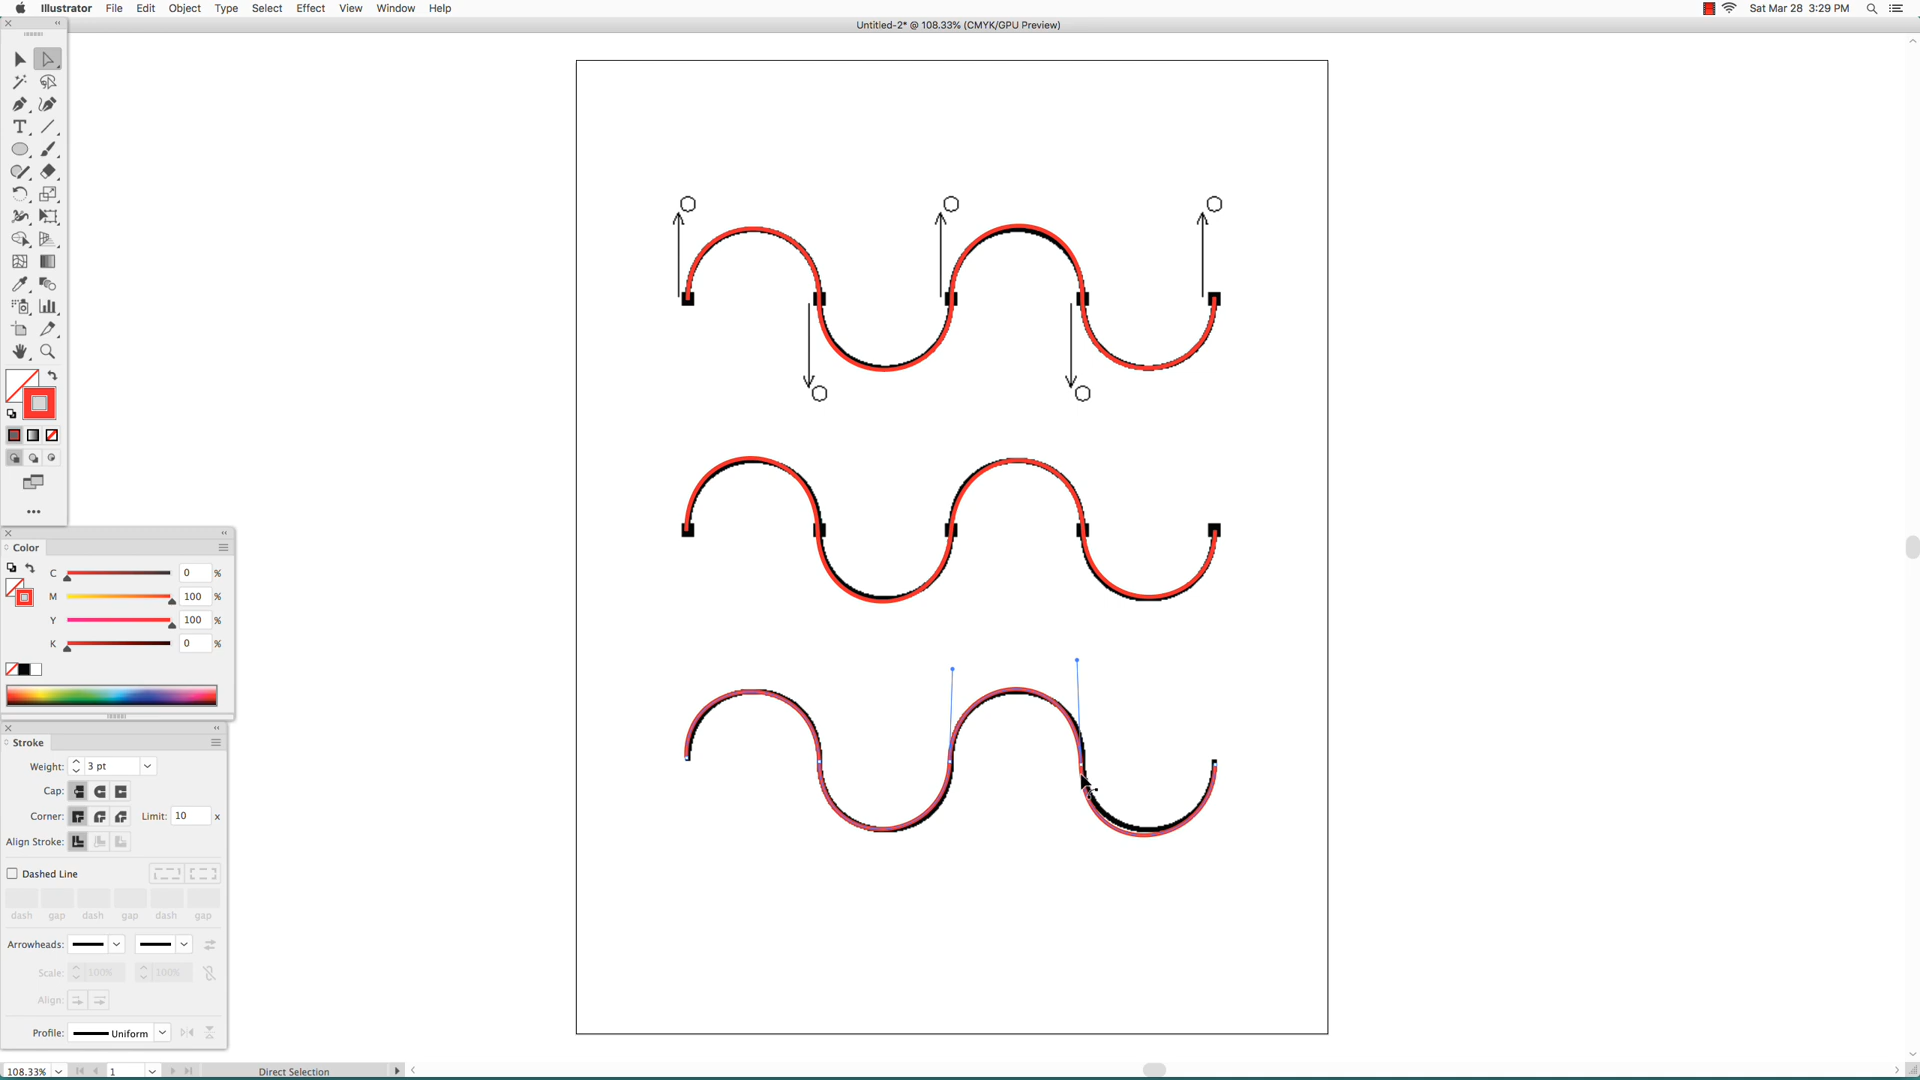 Illustrator File Edit Object Type Select Effect View Window Help Sat Mar 28 3:29 PM
Untitled-2* @ 108.33% (CMYK/GPU Preview)
Color
C 0 %
M 100 %
Y 100 %
K 0 %
Stroke
Weight: 3 pt
Cap:
Corner: Limit: 10 x
Align Stroke:
Dashed Line
dash gap dash gap dash gap
Arrowheads:
Scale: 100% 100%
Align:
Profile: Uniform
108.33% 1 Direct Selection